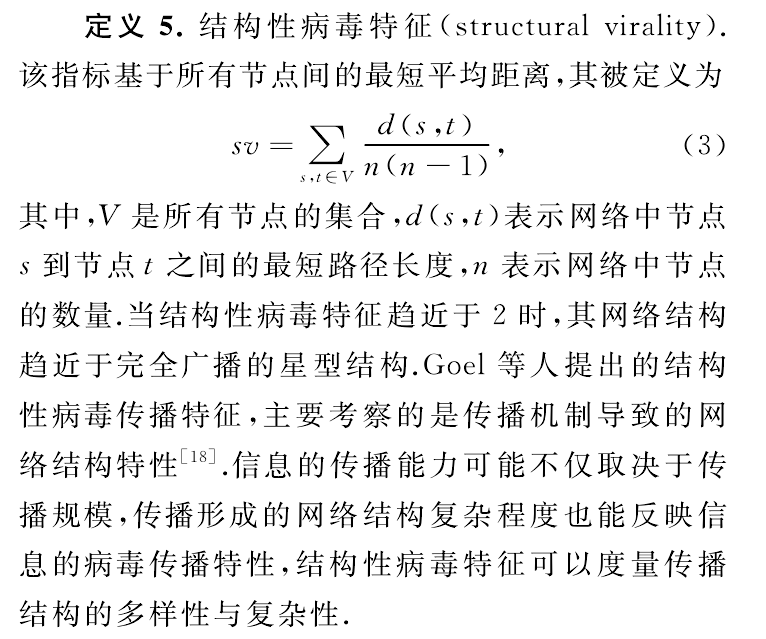 定义 5. 结构性病毒特征(structural virality).
该指标基于所有节点间的最短平均距离,其被定义为
sv = ∑_{s,t∈V} d(s,t) / n(n − 1), (3)
其中,V 是所有节点的集合,d(s,t)表示网络中节点
s 到节点 t 之间的最短路径长度,n 表示网络中节点
的数量.当结构性病毒特征趋近于 2 时,其网络结构
趋近于完全广播的星型结构.Goel 等人提出的结构
性病毒传播特征,主要考察的是传播机制导致的网
络结构特性[18].信息的传播能力可能不仅取决于传
播规模,传播形成的网络结构复杂程度也能反映信
息的病毒传播特性,结构性病毒特征可以度量传播
结构的多样性与复杂性.